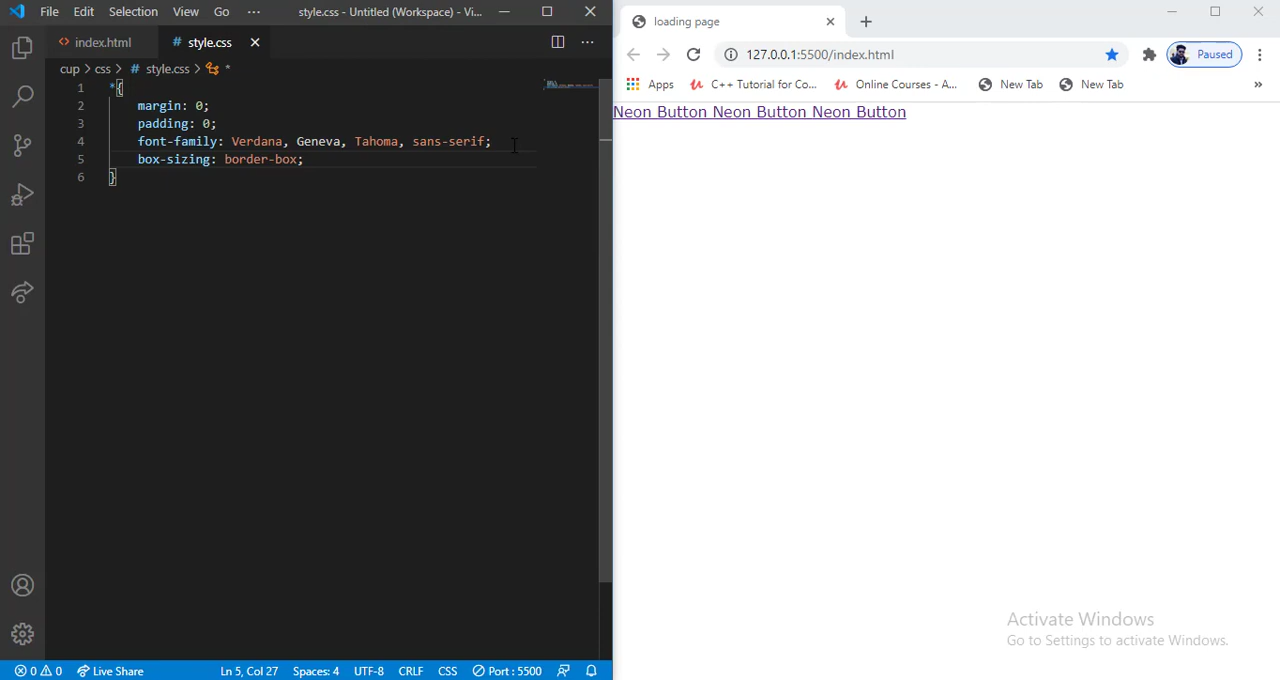 File Edit Selection View Go ··· style.css - Untitled (Workspace) - Vi...
index.html # style.css
cup > css > # style.css > *
1 *{
2 margin: 0;
3 padding: 0;
4 font-family: Verdana, Geneva, Tahoma, sans-serif;
5 box-sizing: border-box;
6 }
0 0 Live Share Ln 5, Col 27 Spaces: 4 UTF-8 CRLF CSS Port : 5500
loading page
127.0.0.1:5500/index.html Paused
Apps C++ Tutorial for Co... Online Courses - A... New Tab New Tab »
Neon Button Neon Button Neon Button
Activate Windows
Go to Settings to activate Windows.